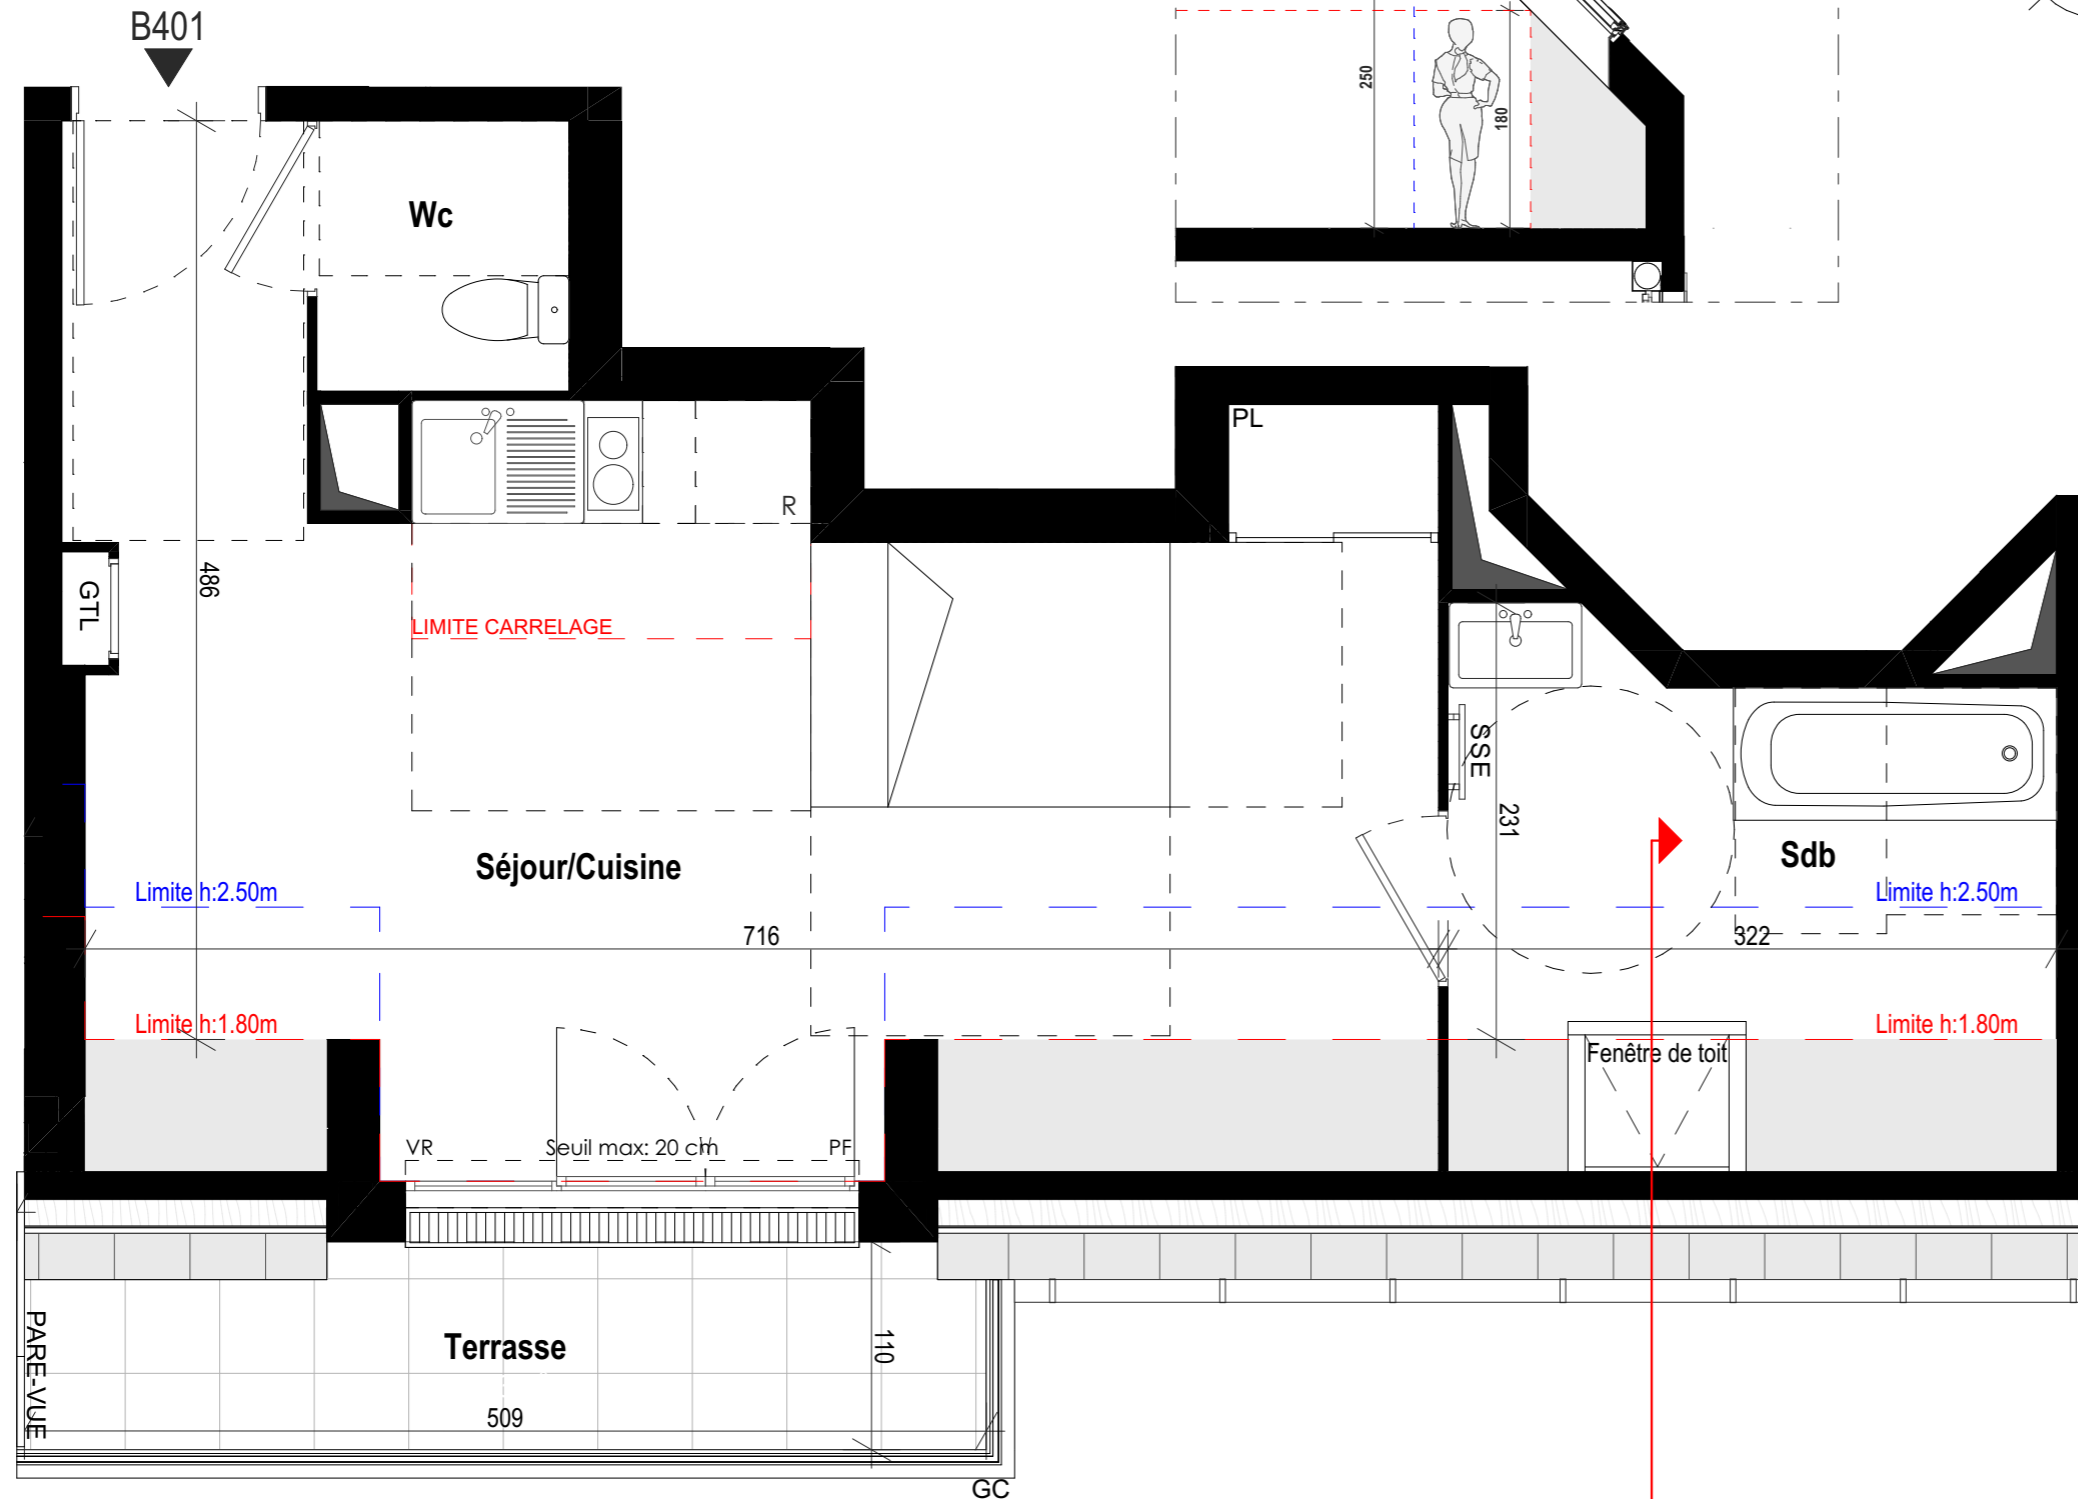 B401
250
180
Wc
PL
R
GTL
486
LIMITE CARRELAGE
SSE
231
Séjour/Cuisine
Sdb
Limite h:2.50m
Limite h:2.50m
716
322
Limite h:1.80m
Limite h:1.80m
Fenêtre de toit
VR
Seuil max: 20 cm
PF
PARE-VUE
Terrasse
110
509
GC